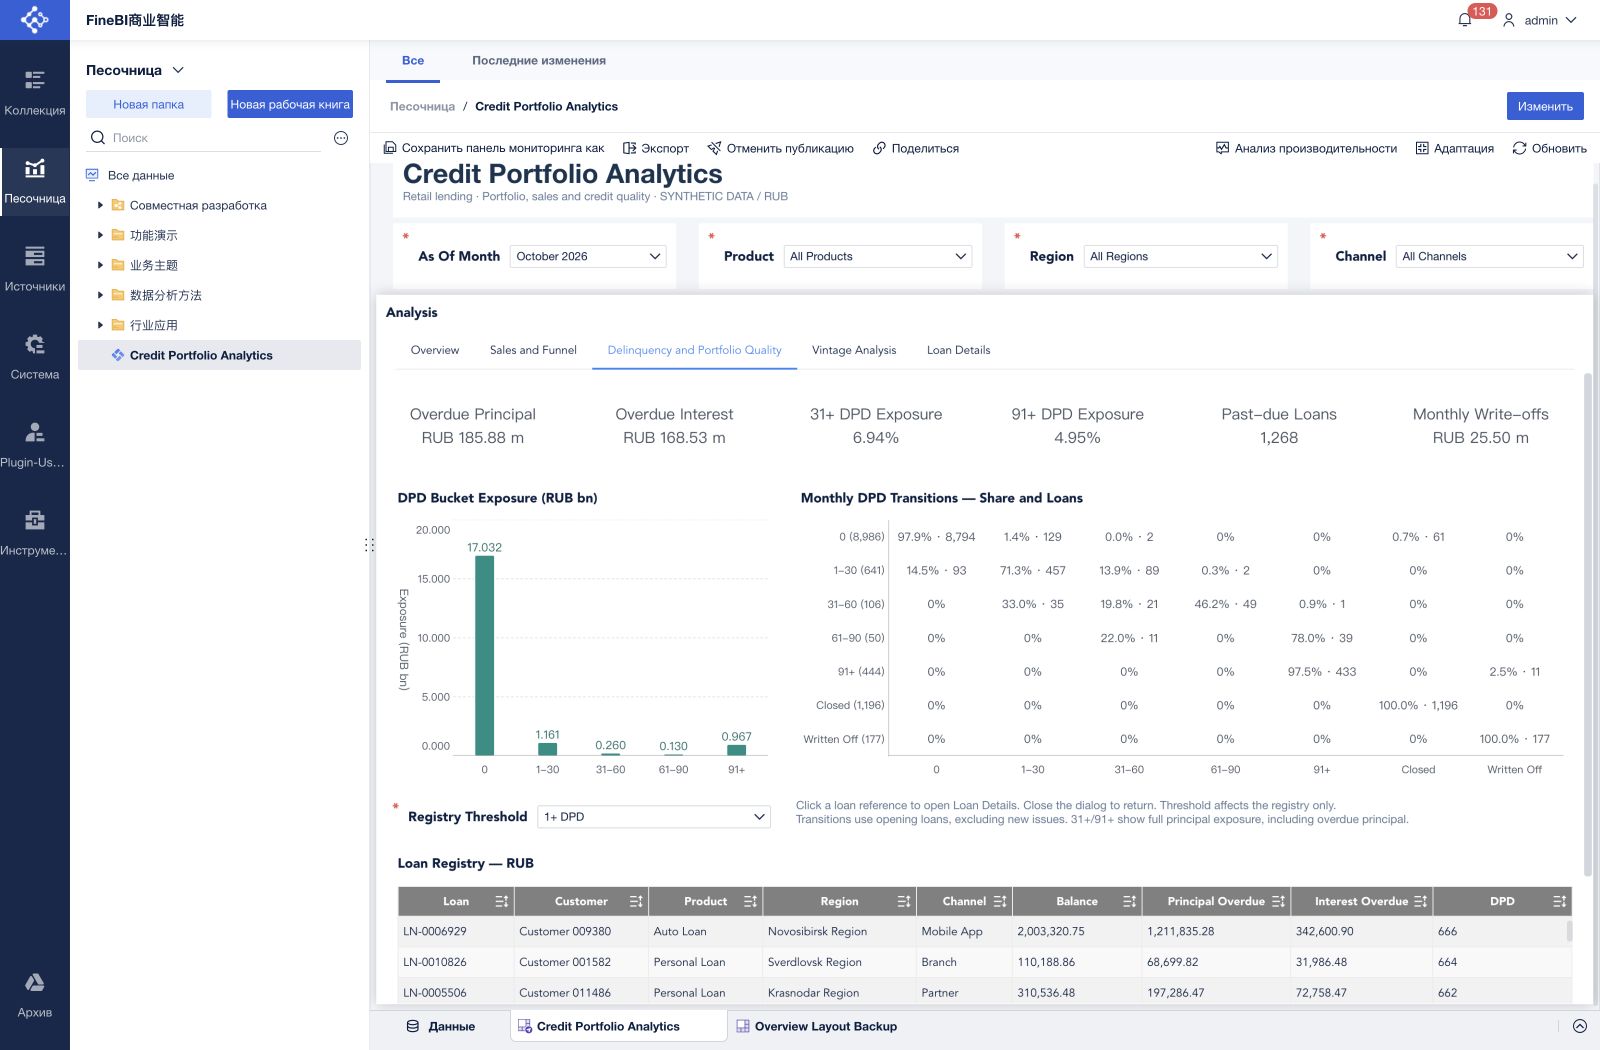 FineBI商业智能
131
admin
Коллекция
Песочница
Источники
Система
Plugin-Us...
Инструме...
Архив
Песочница
Новая папка
Новая рабочая книга
Поиск
Все данные
Совместная разработка
功能演示
业务主题
数据分析方法
行业应用
Credit Portfolio Analytics
Все Последние изменения
Песочница / Credit Portfolio Analytics
Изменить
Сохранить панель мониторинга как Экспорт Отменить публикацию Поделиться Анализ производительности Адаптация Обновить
Credit Portfolio Analytics
Retail lending · Portfolio, sales and credit quality · SYNTHETIC DATA / RUB
* * * *
As Of Month October 2026 Product All Products Region All Regions Channel All Channels
Analysis
Overview Sales and Funnel Delinquency and Portfolio Quality Vintage Analysis Loan Details
Overdue Principal Overdue Interest 31+ DPD Exposure 91+ DPD Exposure Past-due Loans Monthly Write-offs
RUB 185.88 m RUB 168.53 m 6.94% 4.95% 1,268 RUB 25.50 m
DPD Bucket Exposure (RUB bn)
Exposure (RUB bn)
20.000
15.000
10.000
5.000
0.000
17.032 1.161 0.260 0.130 0.967
0 1-30 31-60 61-90 91+
Monthly DPD Transitions — Share and Loans
0 (8,986) 97.9% · 8,794 1.4% · 129 0.0% · 2 0% 0% 0.7% · 61 0%
1-30 (641) 14.5% · 93 71.3% · 457 13.9% · 89 0.3% · 2 0% 0% 0%
31-60 (106) 0% 33.0% · 35 19.8% · 21 46.2% · 49 0.9% · 1 0% 0%
61-90 (50) 0% 0% 22.0% · 11 0% 78.0% · 39 0% 0%
91+ (444) 0% 0% 0% 0% 97.5% · 433 0% 2.5% · 11
Closed (1,196) 0% 0% 0% 0% 0% 100.0% · 1,196 0%
Written Off (177) 0% 0% 0% 0% 0% 0% 100.0% · 177
0 1-30 31-60 61-90 91+ Closed Written Off
*
Registry Threshold 1+ DPD
Click a loan reference to open Loan Details. Close the dialog to return. Threshold affects the registry only.
Transitions use opening loans, excluding new issues. 31+/91+ show full principal exposure, including overdue principal.
Loan Registry — RUB
Loan Customer Product Region Channel Balance Principal Overdue Interest Overdue DPD
LN-0006929 Customer 009380 Auto Loan Novosibirsk Region Mobile App 2,003,320.75 1,211,835.28 342,600.90 666
LN-0010826 Customer 001582 Personal Loan Sverdlovsk Region Branch 110,188.86 68,699.82 31,986.48 664
LN-0005506 Customer 011486 Personal Loan Krasnodar Region Partner 310,536.48 197,286.47 72,758.47 662
Данные Credit Portfolio Analytics Overview Layout Backup